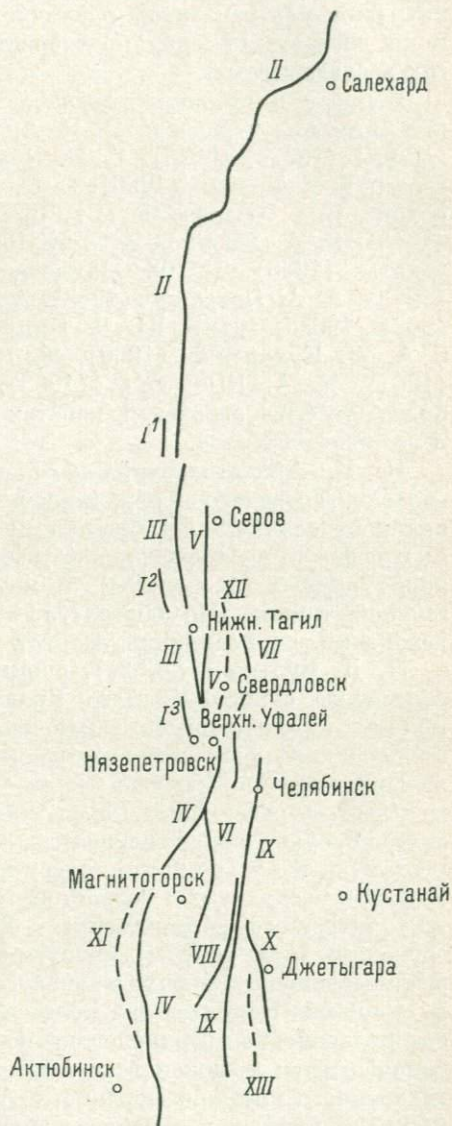 II
Салехард
II
I¹
III
V
Серов
I²
XII
Нижн. Тагил
III
VII
V
Свердловск
I³
Верхн. Уфалей
Нязепетровск
Челябинск
IV
VI
IX
Магнитогорск
Кустанай
XI
VIII
X
Джетыгара
IV
IX
Актюбинск
XIII